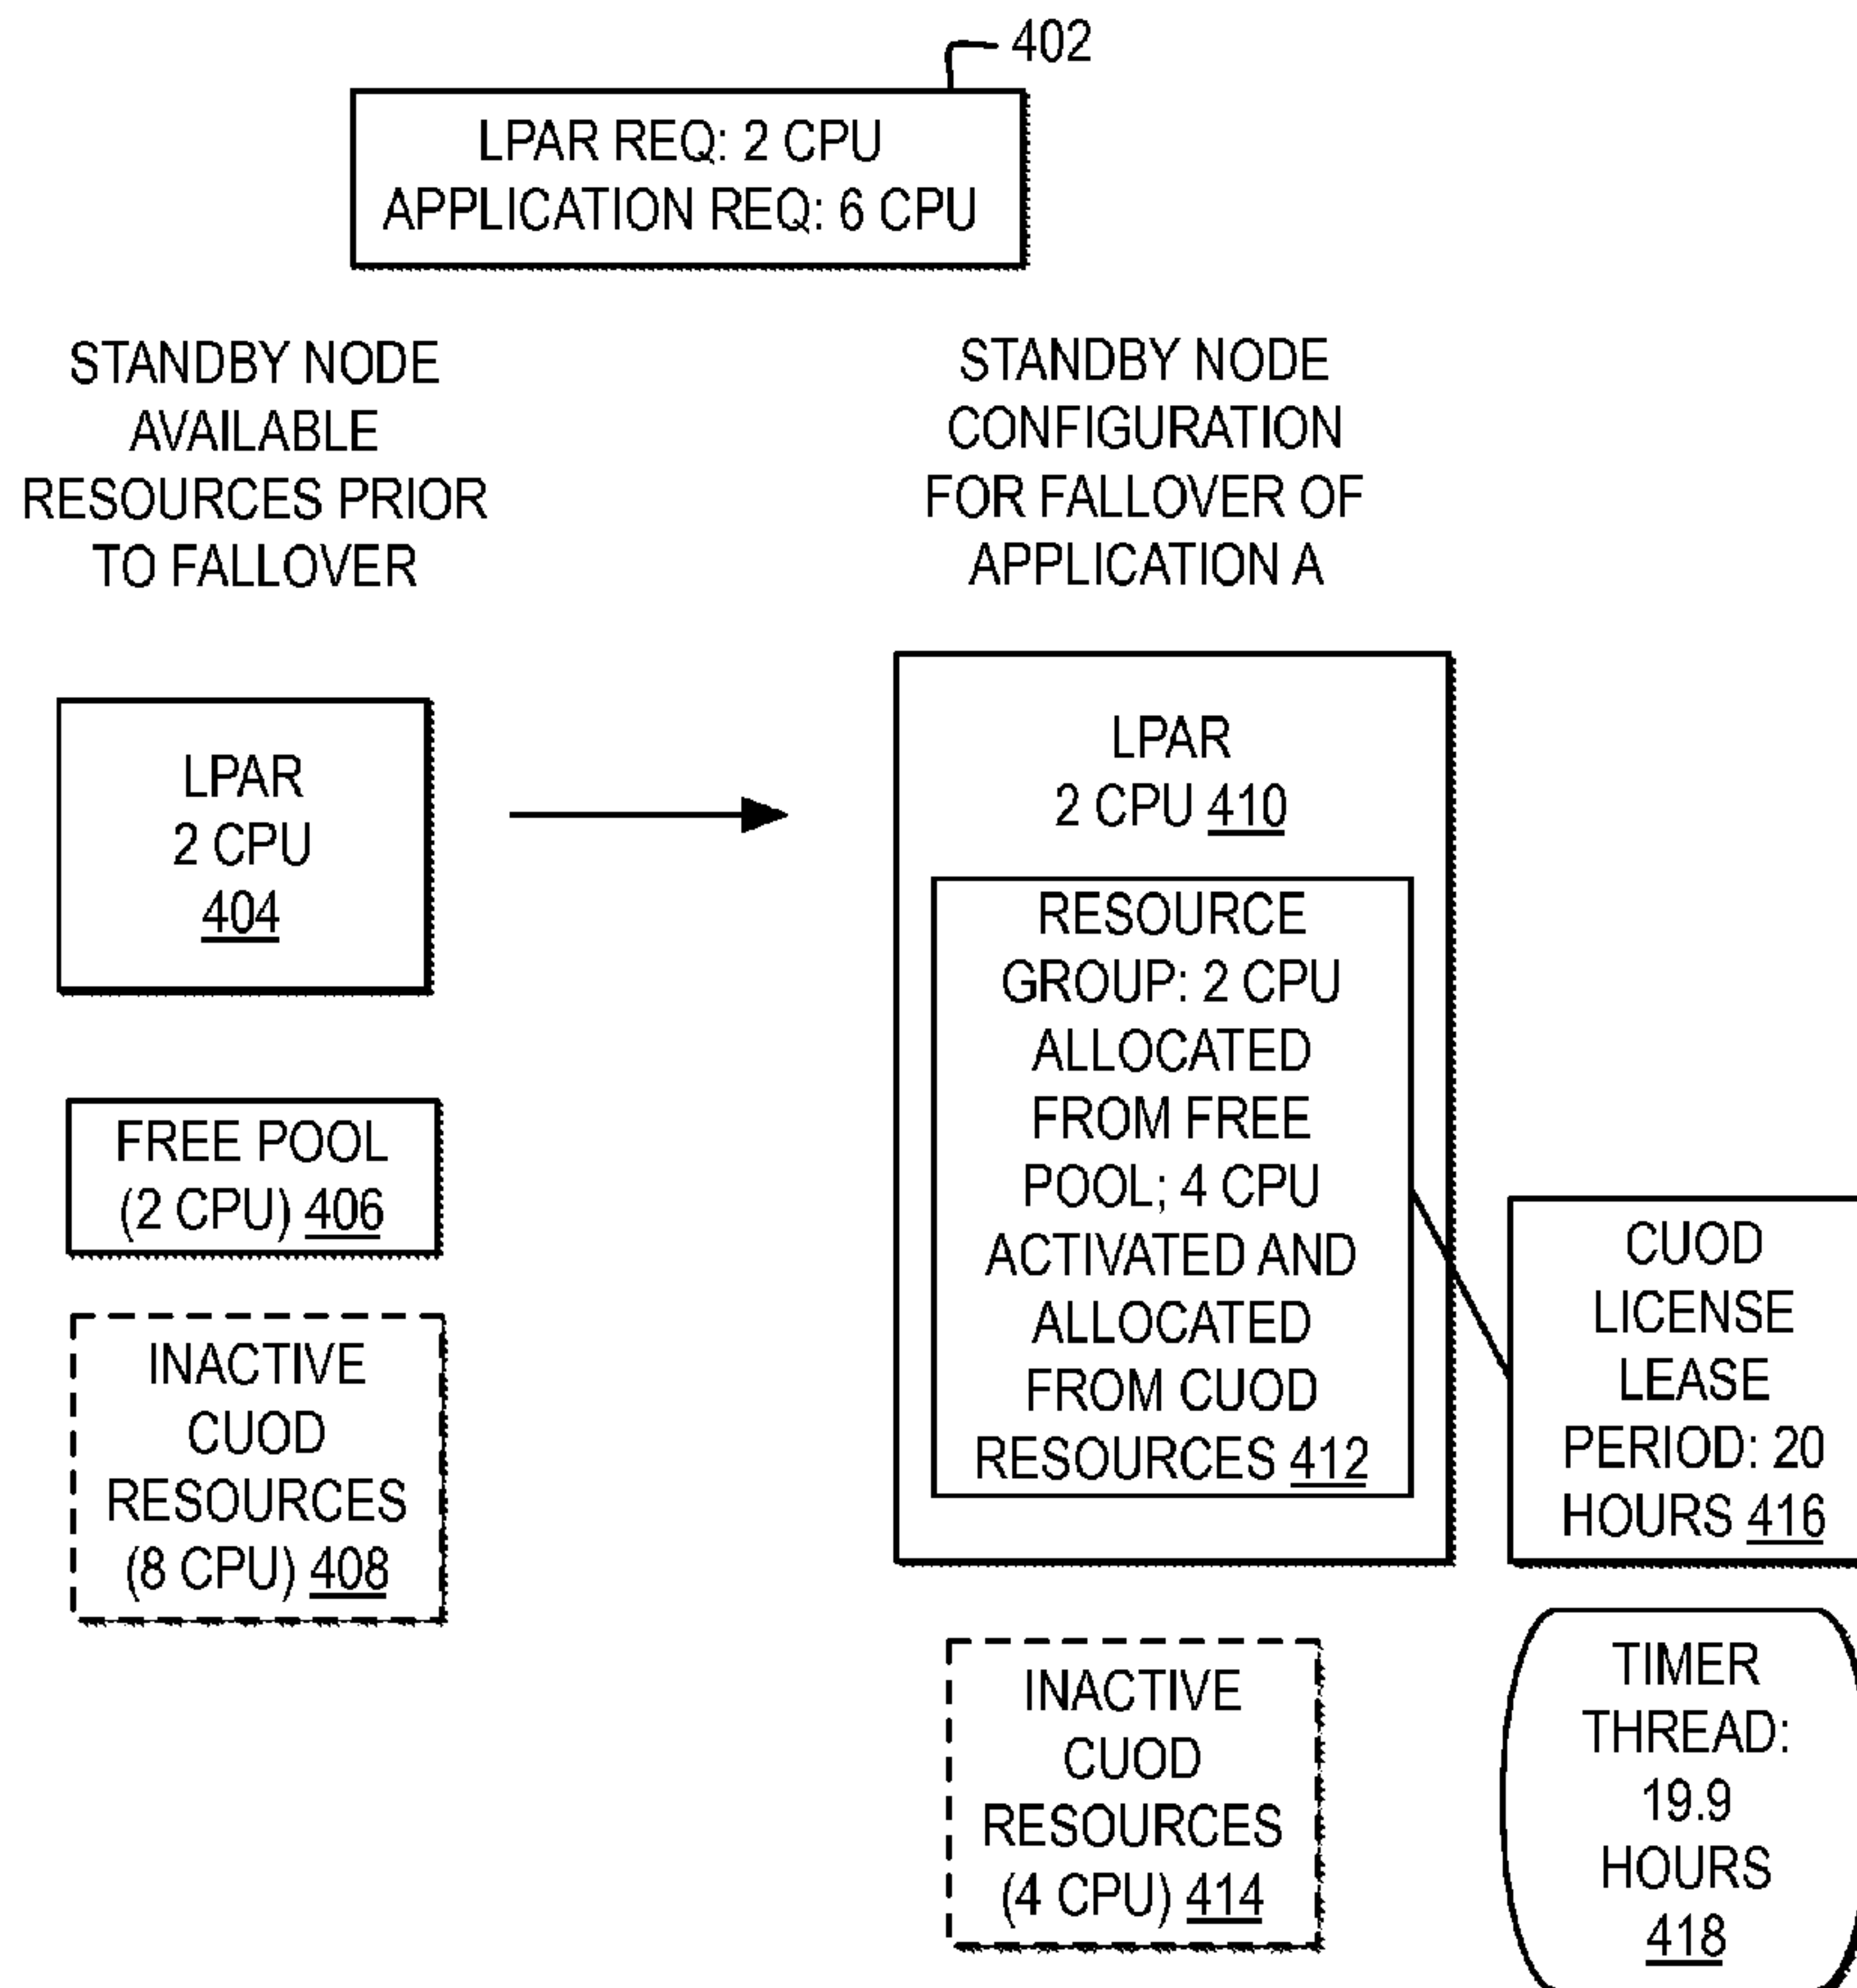 402
LPAR REQ: 2 CPU
APPLICATION REQ: 6 CPU
STANDBY NODE
AVAILABLE
RESOURCES PRIOR
TO FALLOVER
STANDBY NODE
CONFIGURATION
FOR FALLOVER OF
APPLICATION A
LPAR
2 CPU
404
FREE POOL
(2 CPU) 406
INACTIVE
CUOD
RESOURCES
(8 CPU) 408
LPAR
2 CPU 410
RESOURCE
GROUP: 2 CPU
ALLOCATED
FROM FREE
POOL; 4 CPU
ACTIVATED AND
ALLOCATED
FROM CUOD
RESOURCES 412
INACTIVE
CUOD
RESOURCES
(4 CPU) 414
CUOD
LICENSE
LEASE
PERIOD: 20
HOURS 416
TIMER
THREAD:
19.9
HOURS
418